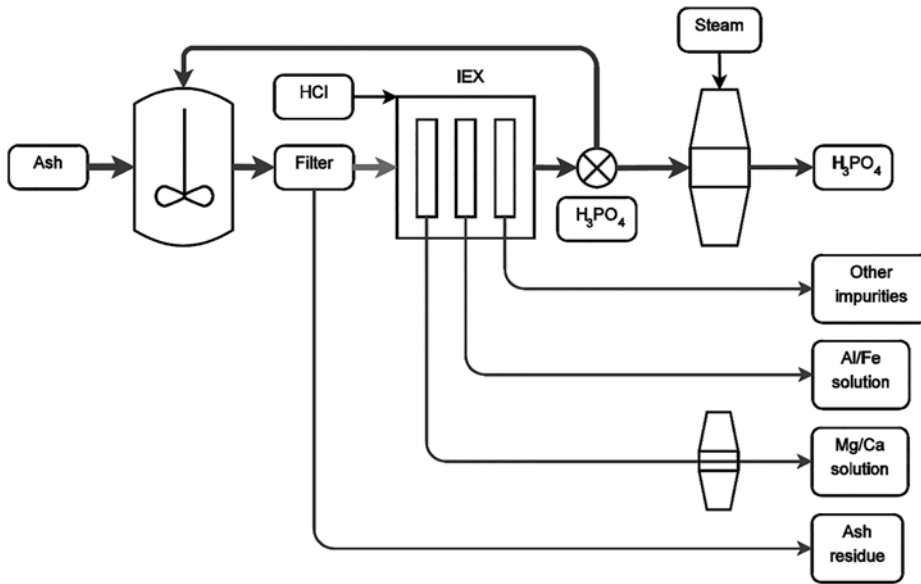 Steam
IEX
HCl
Ash
Filter
H₃PO₄
H₃PO₄
Other
impurities
Al/Fe
solution
Mg/Ca
solution
Ash
residue